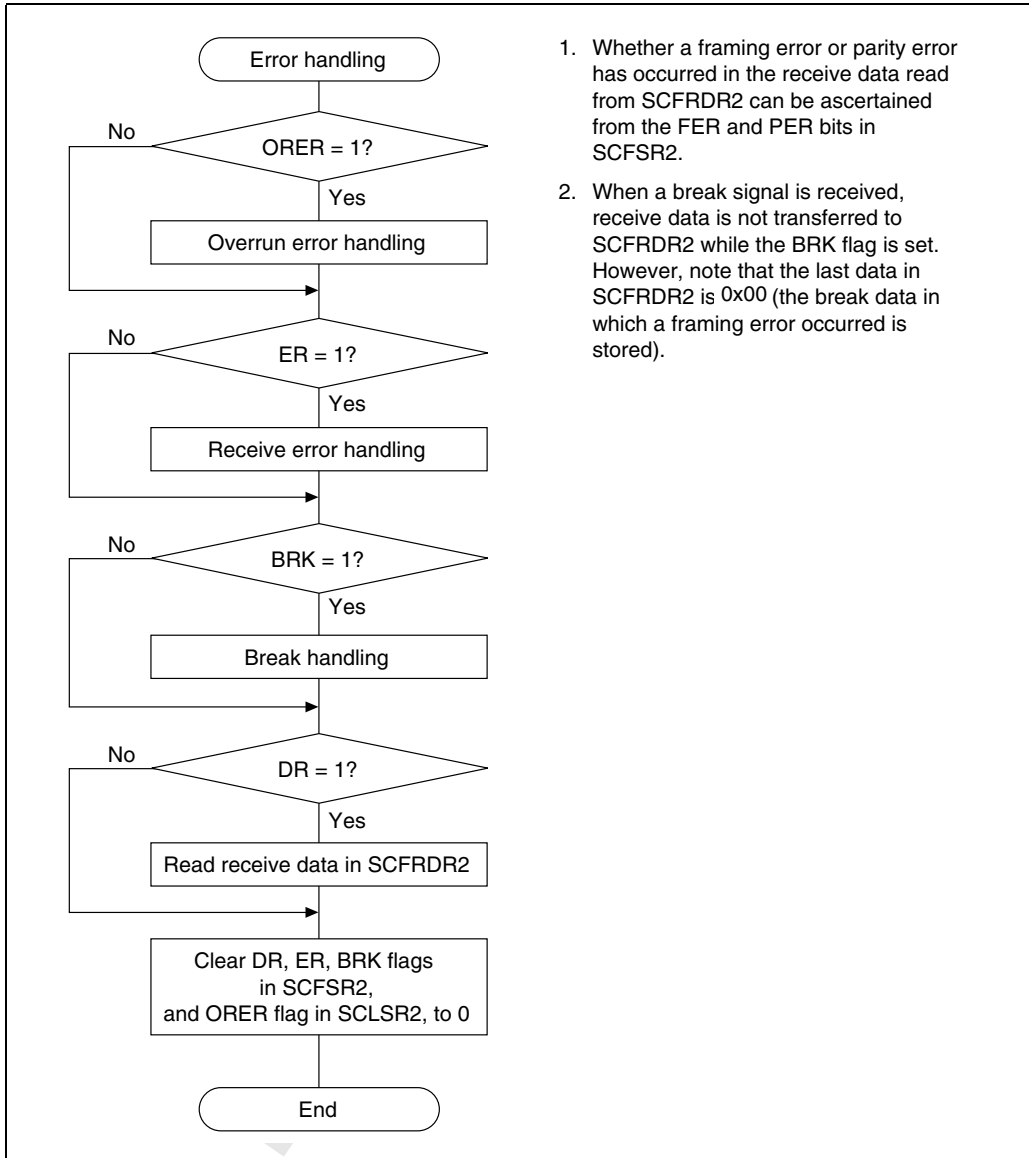 Error handling
No
ORER = 1?
Yes
Overrun error handling
No
ER = 1?
Yes
Receive error handling
No
BRK = 1?
Yes
Break handling
No
DR = 1?
Yes
Read receive data in SCFRDR2
Clear DR, ER, BRK flags
in SCFSR2,
and ORER flag in SCLSR2, to 0
End
1. Whether a framing error or parity error
has occurred in the receive data read
from SCFRDR2 can be ascertained
from the FER and PER bits in
SCFSR2.
2. When a break signal is received,
receive data is not transferred to
SCFRDR2 while the BRK flag is set.
However, note that the last data in
SCFRDR2 is 0x00 (the break data in
which a framing error occurred is
stored).